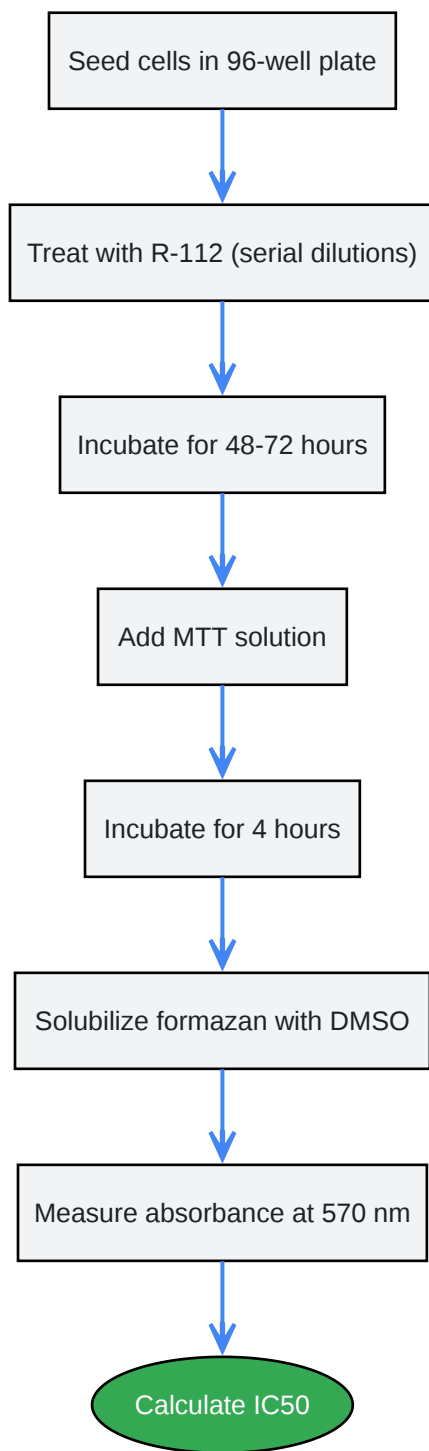 Seed cells in 96-well plate
Treat with R-112 (serial dilutions)
Incubate for 48-72 hours
Add MTT solution
Incubate for 4 hours
Solubilize formazan with DMSO
Measure absorbance at 570 nm
Calculate IC50